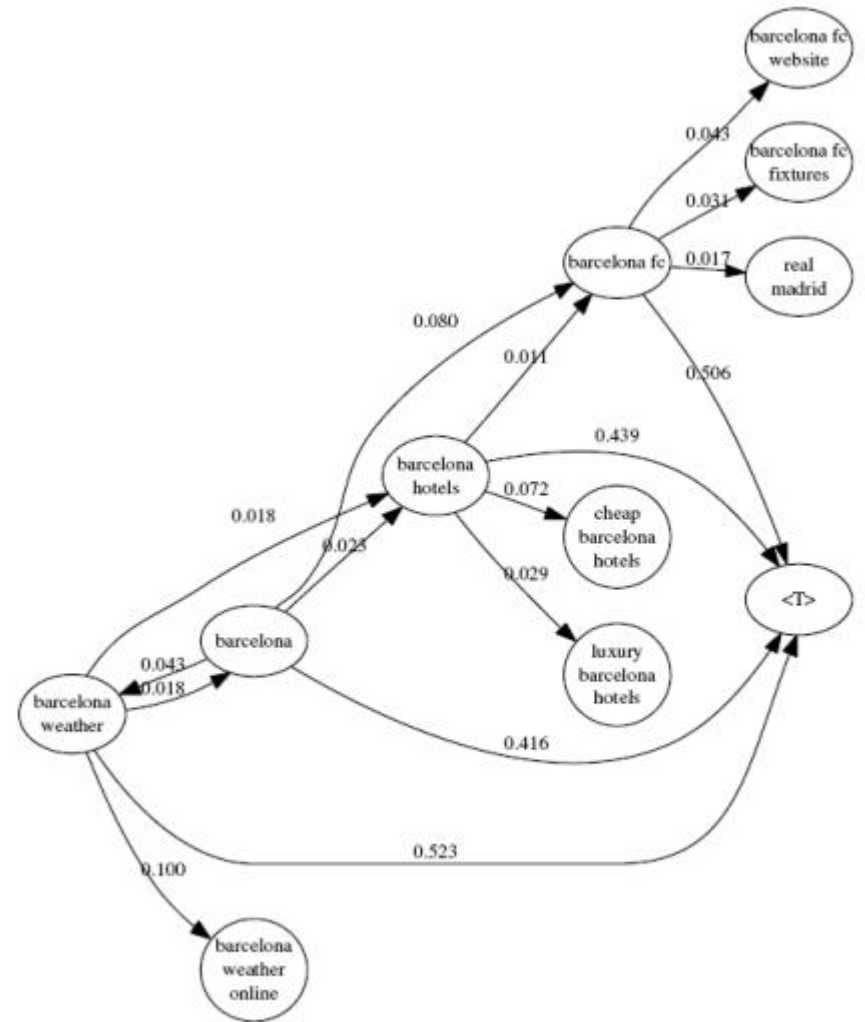 barcelona fc
website
0.043
barcelona fc
fixtures
0.031
barcelona fc
0.017
real
madrid
0.080
0.011
0.506
0.439
barcelona
hotels
0.072
cheap
barcelona
hotels
0.018
0.023
0.029
<T>
barcelona
luxury
barcelona
hotels
0.043
0.018
barcelona
weather
0.416
0.523
0.100
barcelona
weather
online